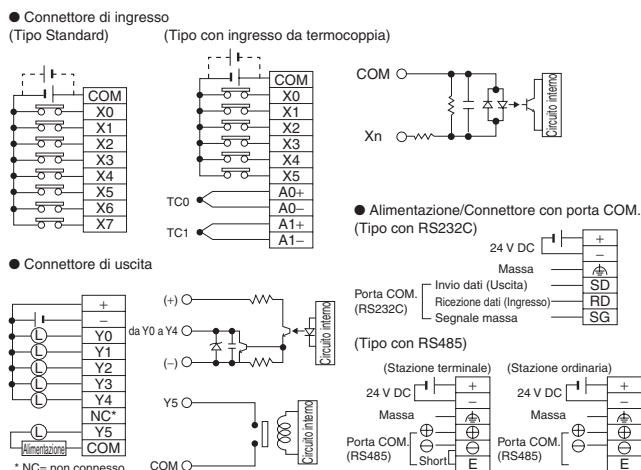 ● Connettore di ingresso
(Tipo Standard)
COM
X0
X1
X2
X3
X4
X5
X6
X7
(Tipo con ingresso da termocoppia)
COM
X0
X1
X2
X3
X4
X5
TC0
A0+
A0−
TC1
A1+
A1−
COM
Xn
Circuito interno
● Connettore di uscita
+
−
L Y0
L Y1
L Y2
L Y3
L Y4
NC*
L Y5
Alimentazione COM
* NC= non connesso
(+)
da Y0 a Y4
(−)
Circuito interno
Y5
COM
Circuito interno
● Alimentazione/Connettore con porta COM.
(Tipo con RS232C)
24 V DC
+
−
Massa
Porta COM.
(RS232C)
Invio dati (Uscita) SD
Ricezione dati (Ingresso) RD
Segnale massa SG
(Tipo con RS485)
(Stazione terminale)
24 V DC
+
−
Massa
Porta COM.
(RS485)
⊕ ⊕
⊖ ⊖
Short E
(Stazione ordinaria)
24 V DC
+
−
Massa
Porta COM.
(RS485)
⊕ ⊕
⊖ ⊖
E